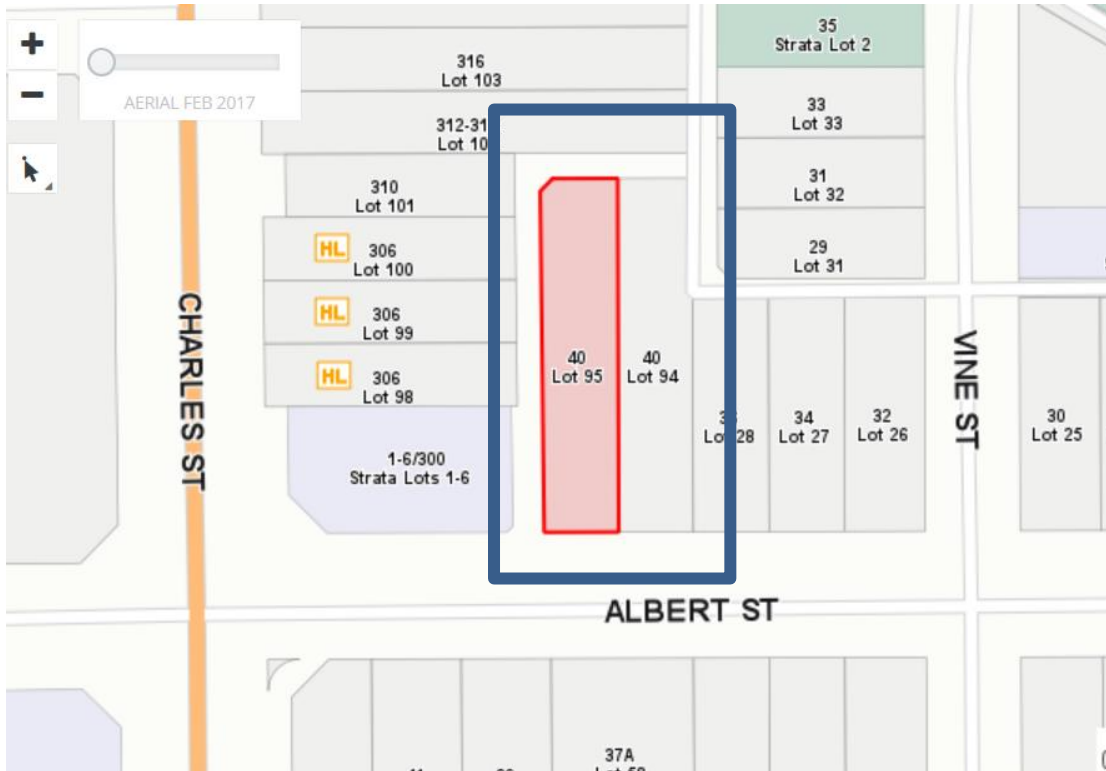 +
−
AERIAL FEB 2017
35
Strata Lot 2
316
Lot 103
33
Lot 33
312-31
Lot 10
31
Lot 32
310
Lot 101
29
Lot 31
HL
306
Lot 100
HL
306
Lot 99
HL
306
Lot 98
40
Lot 95
40
Lot 94
CHARLES ST
VINE ST
Lot 28
34
Lot 27
32
Lot 26
30
Lot 25
1-6/300
Strata Lots 1-6
ALBERT ST
37A